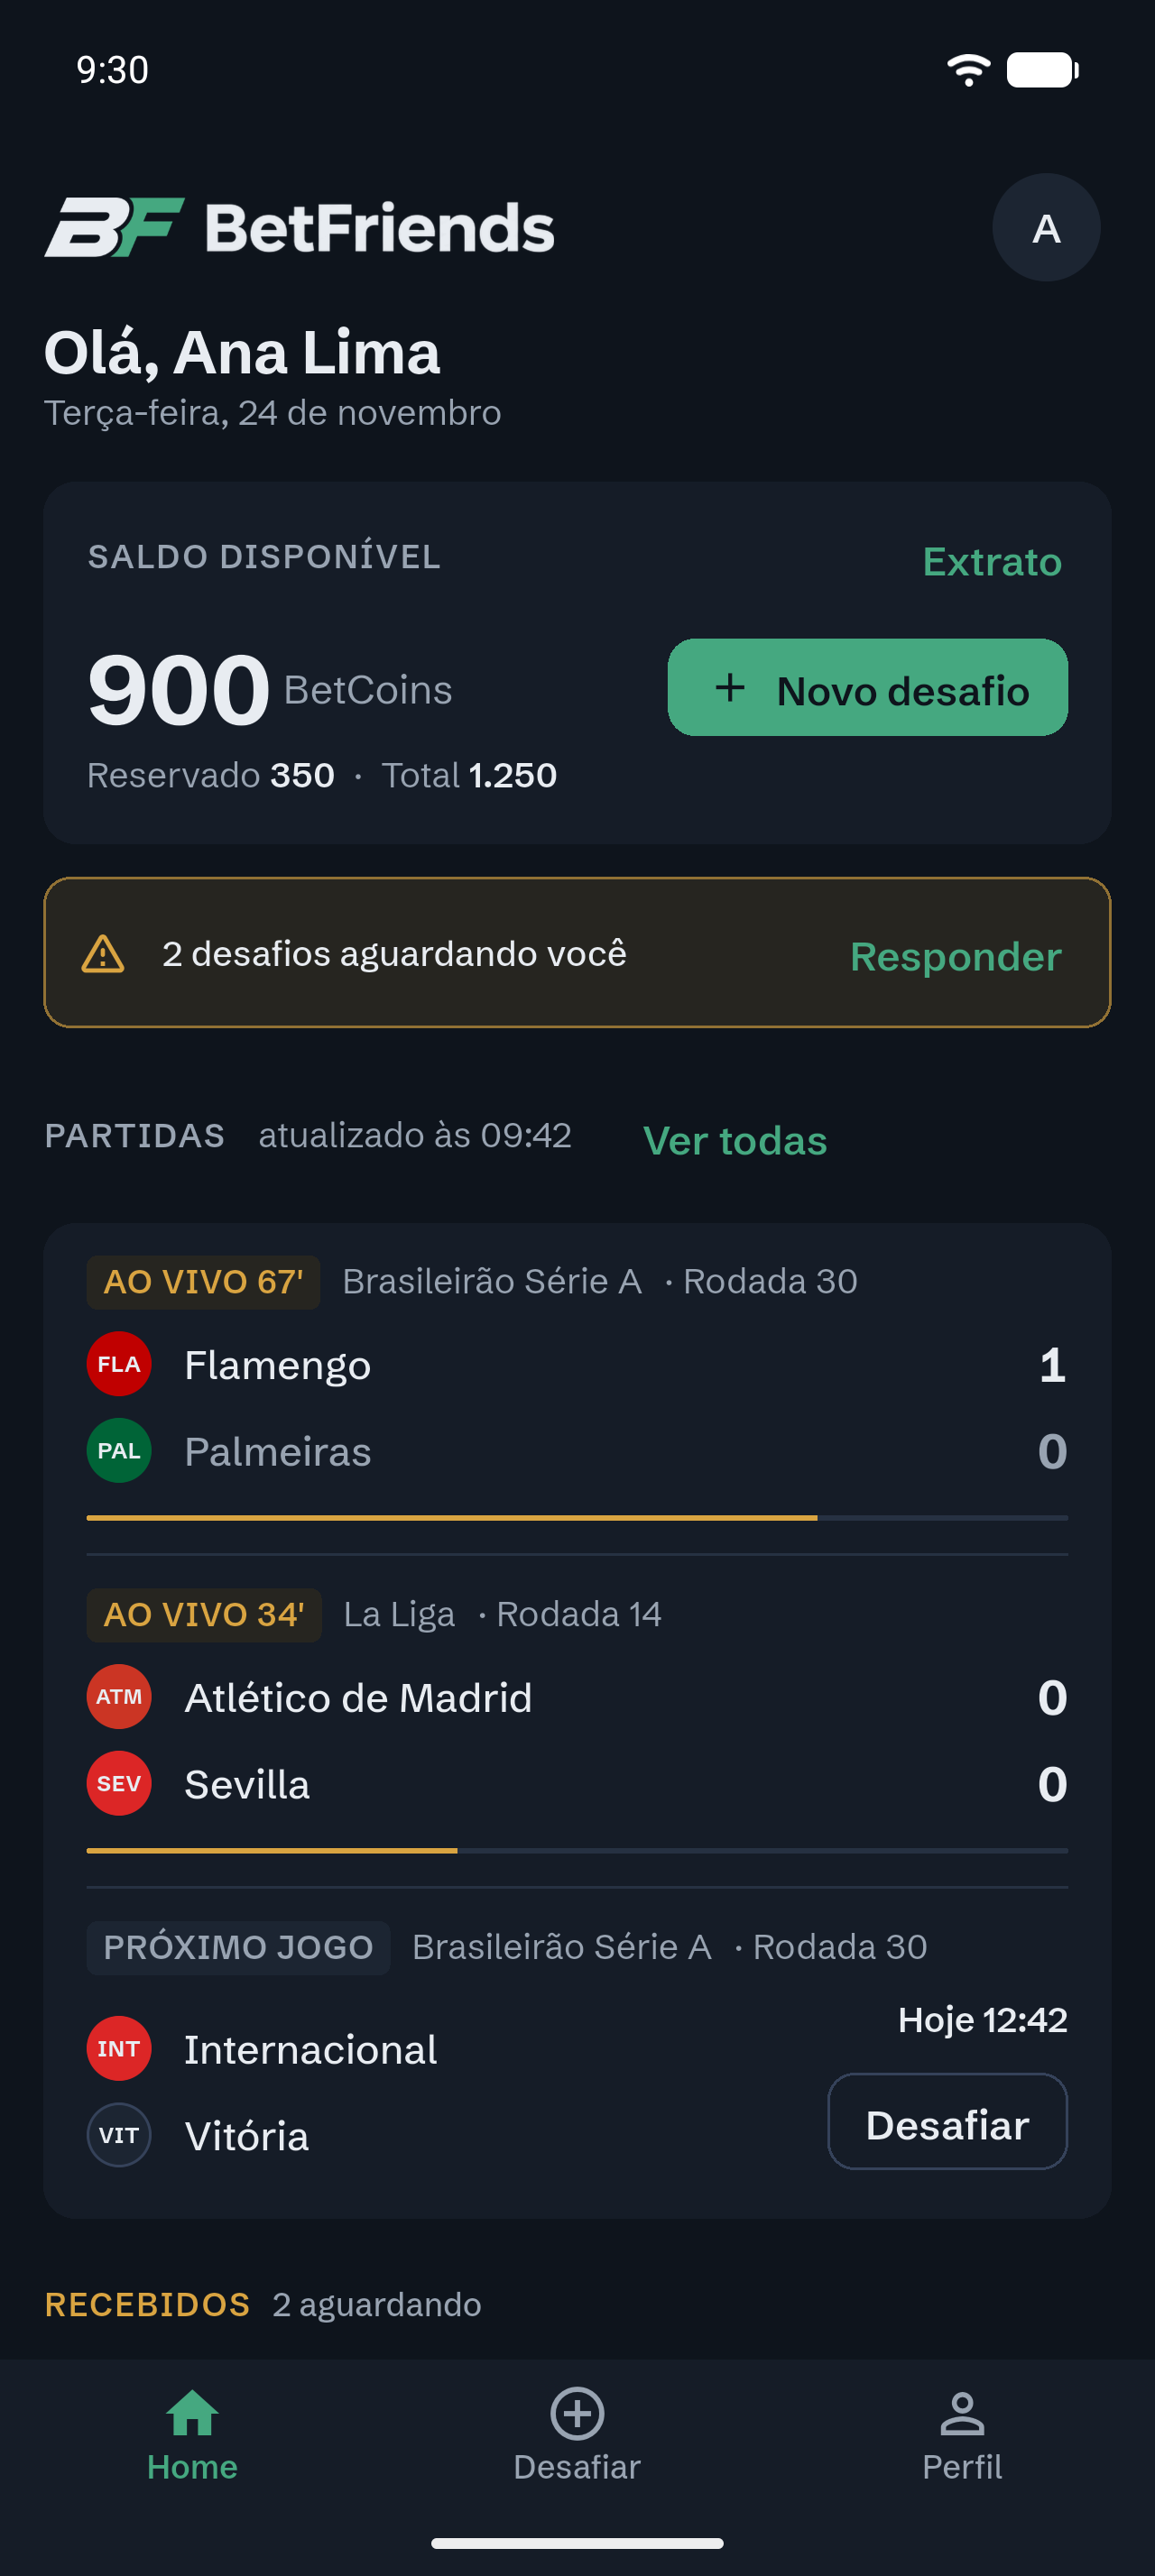 9:30
BF BetFriends
A
Olá, Ana Lima
Terça-feira, 24 de novembro
SALDO DISPONÍVEL
Extrato
900 BetCoins
+ Novo desafio
Reservado 350 · Total 1.250
2 desafios aguardando você
Responder
PARTIDAS atualizado às 09:42 Ver todas
AO VIVO 67' Brasileirão Série A · Rodada 30
FLA Flamengo 1
PAL Palmeiras 0
AO VIVO 34' La Liga · Rodada 14
ATM Atlético de Madrid 0
SEV Sevilla 0
PRÓXIMO JOGO Brasileirão Série A · Rodada 30
Hoje 12:42
INT Internacional
Desafiar
VIT Vitória
RECEBIDOS 2 aguardando
Home Desafiar Perfil